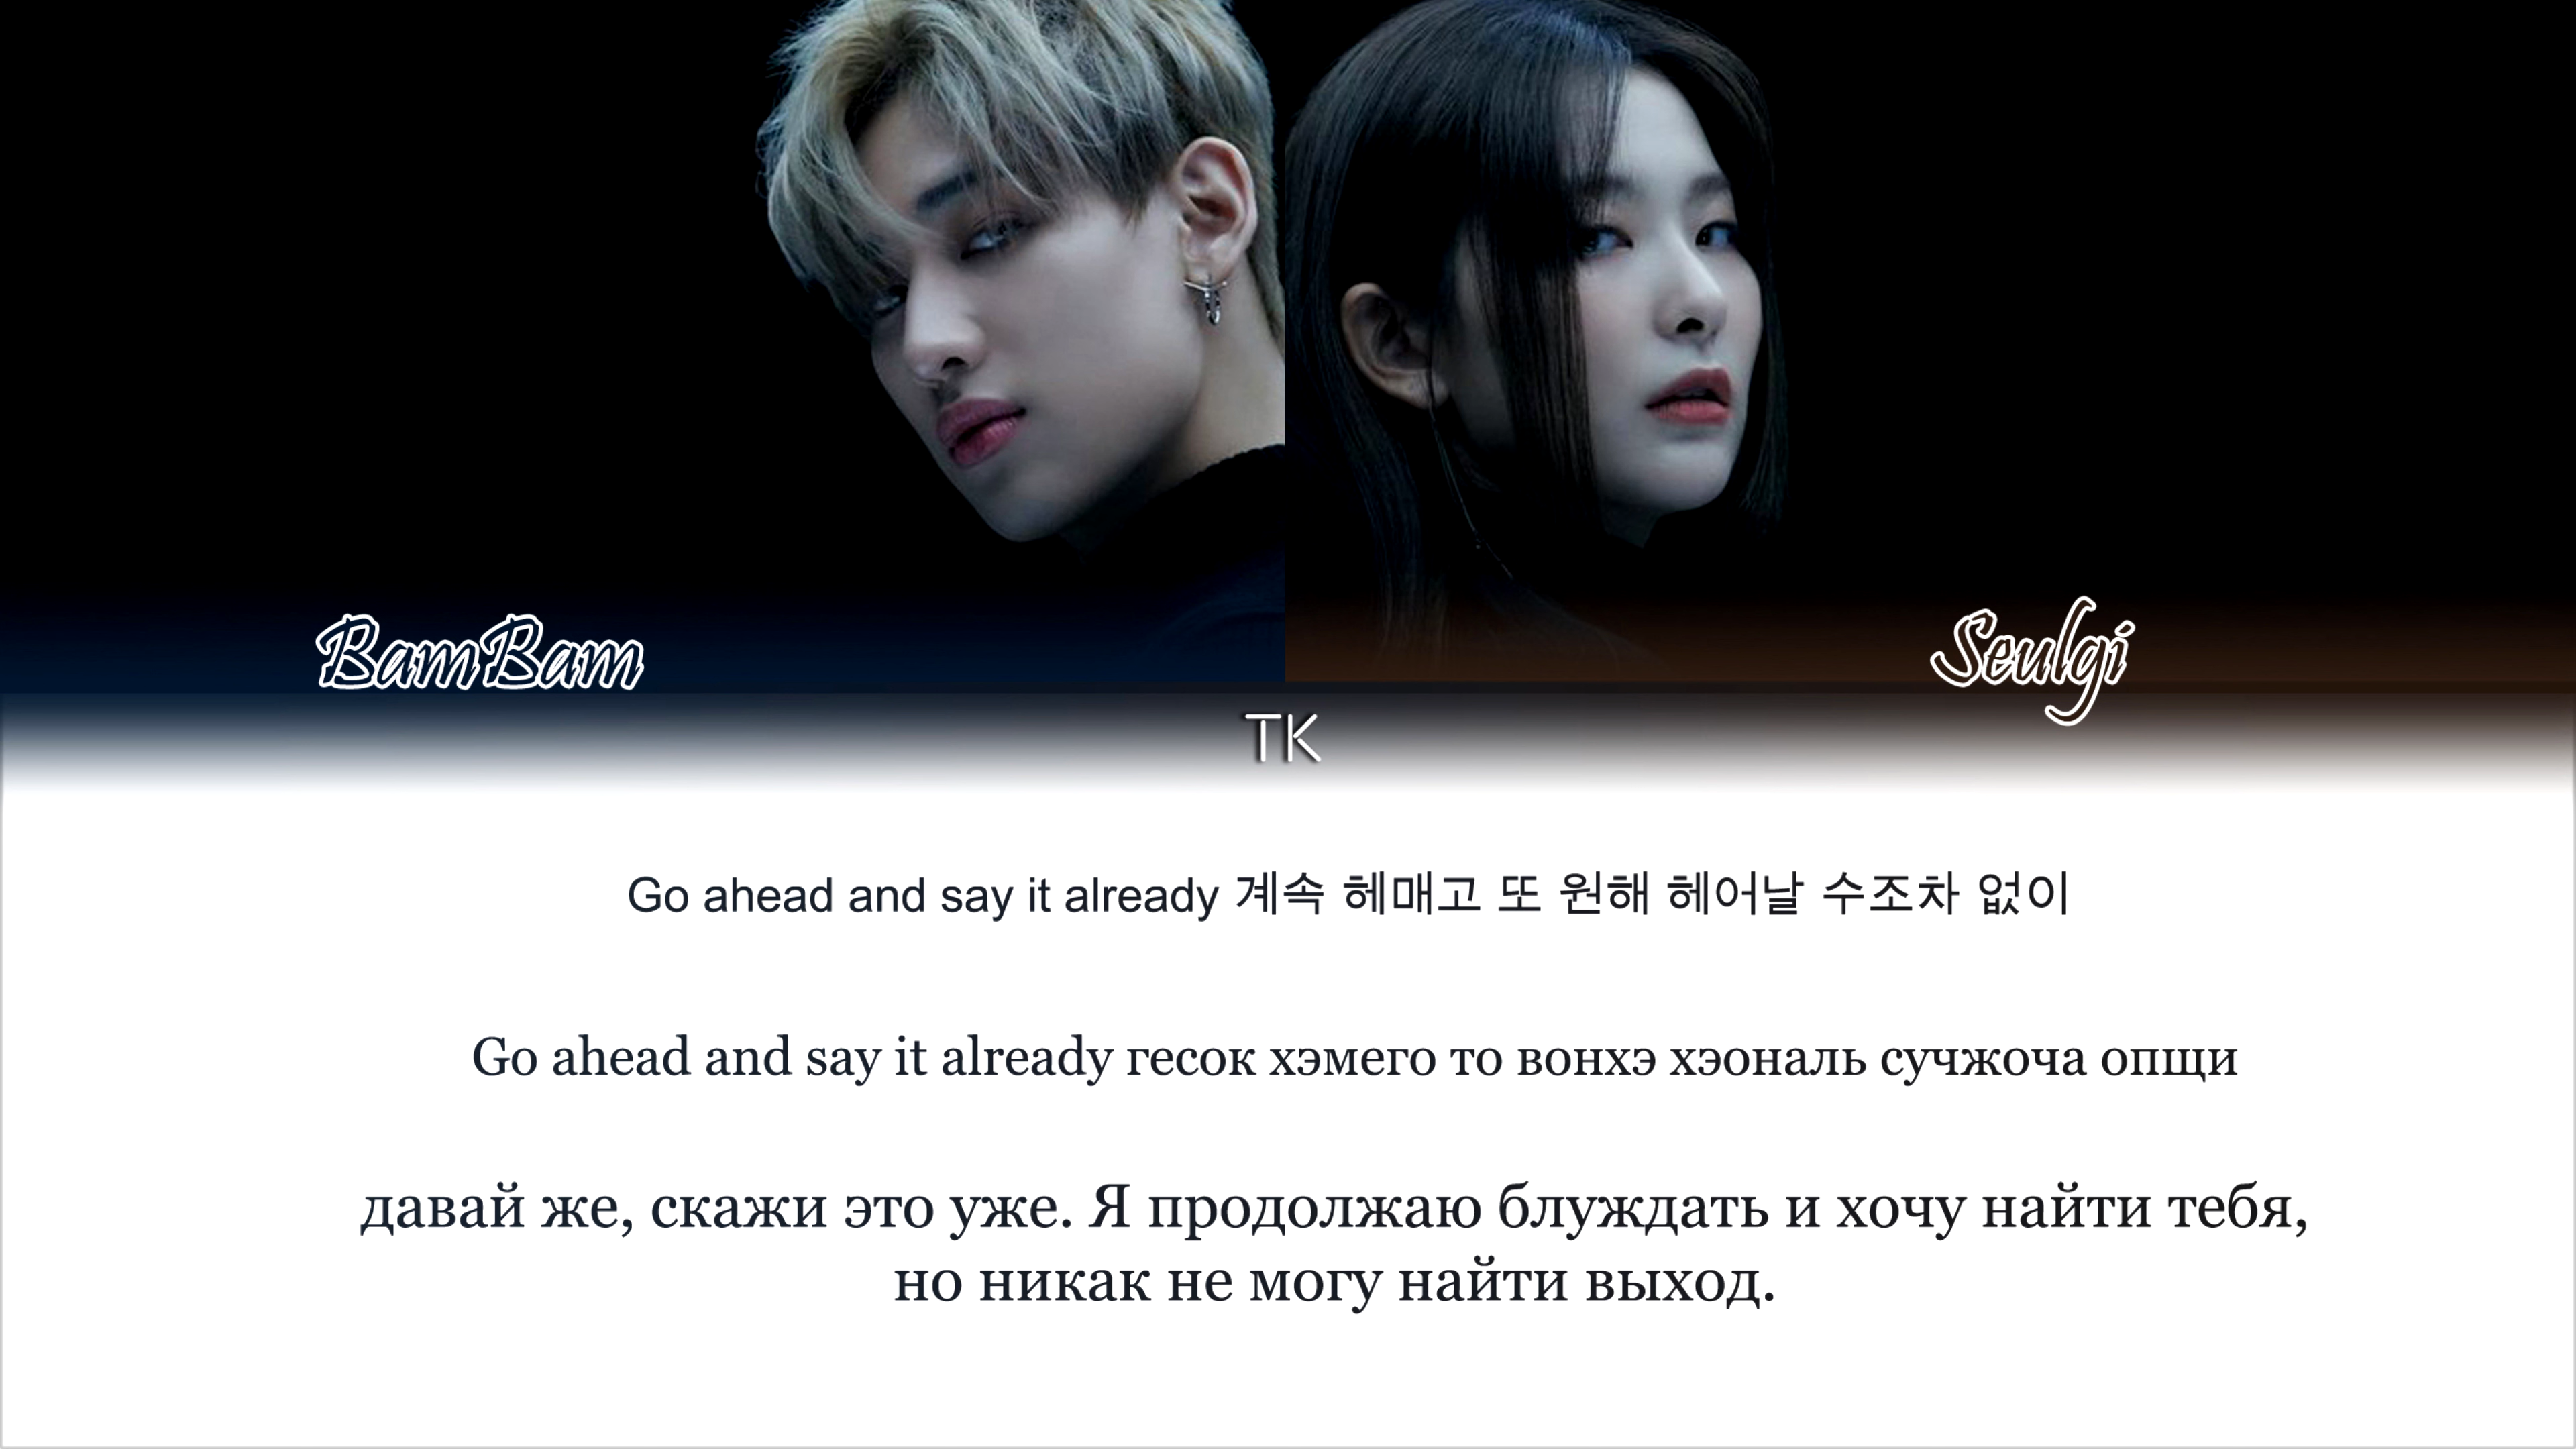 BamBam
Seulgi
TK
Go ahead and say it already 계속 헤매고 또 원해 헤어날 수조차 없이
Go ahead and say it already гесок хэмего то вонхэ хэональ сучжоча опщи
давай же, скажи это уже. Я продолжаю блуждать и хочу найти тебя,
но никак не могу найти выход.